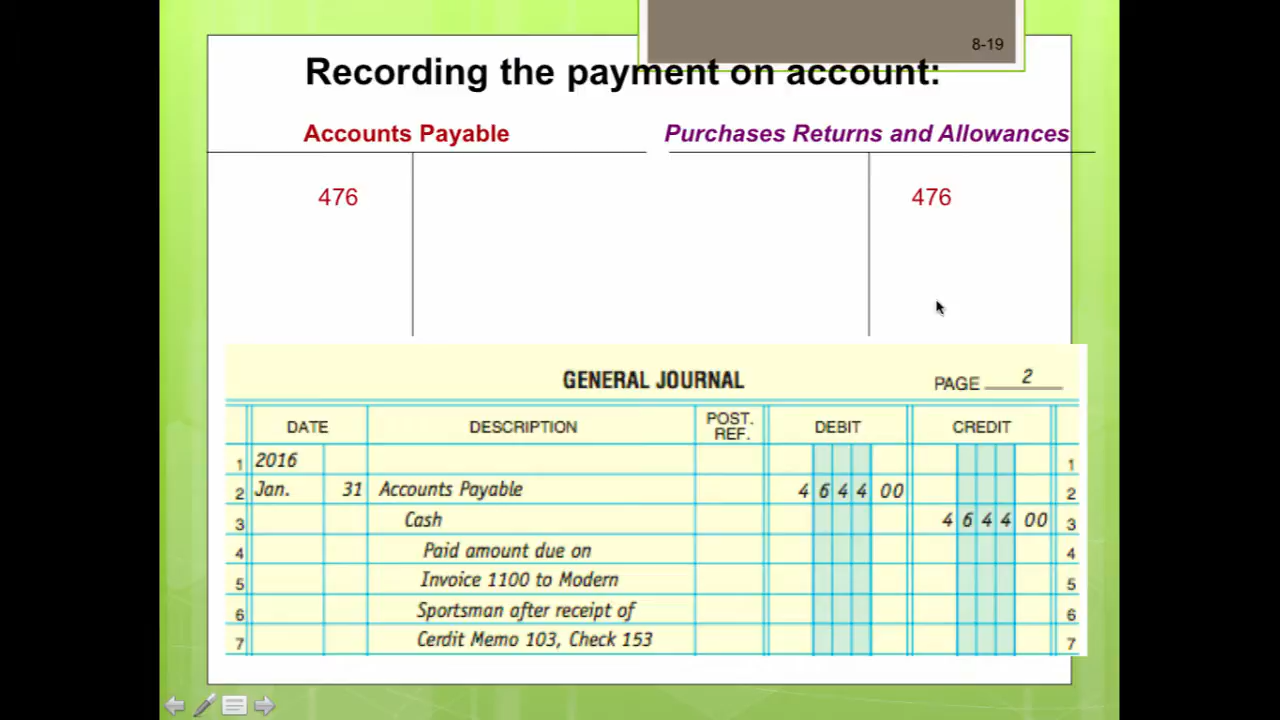 8-19
Recording the payment on account:
Accounts Payable Purchases Returns and Allowances
476 476
GENERAL JOURNAL PAGE 2
DATE DESCRIPTION POST. REF. DEBIT CREDIT
1 2016 1
2 Jan. 31 Accounts Payable 4 6 4 4 00 2
3 Cash 4 6 4 4 00 3
4 Paid amount due on 4
5 Invoice 1100 to Modern 5
6 Sportsman after receipt of 6
7 Cerdit Memo 103, Check 153 7